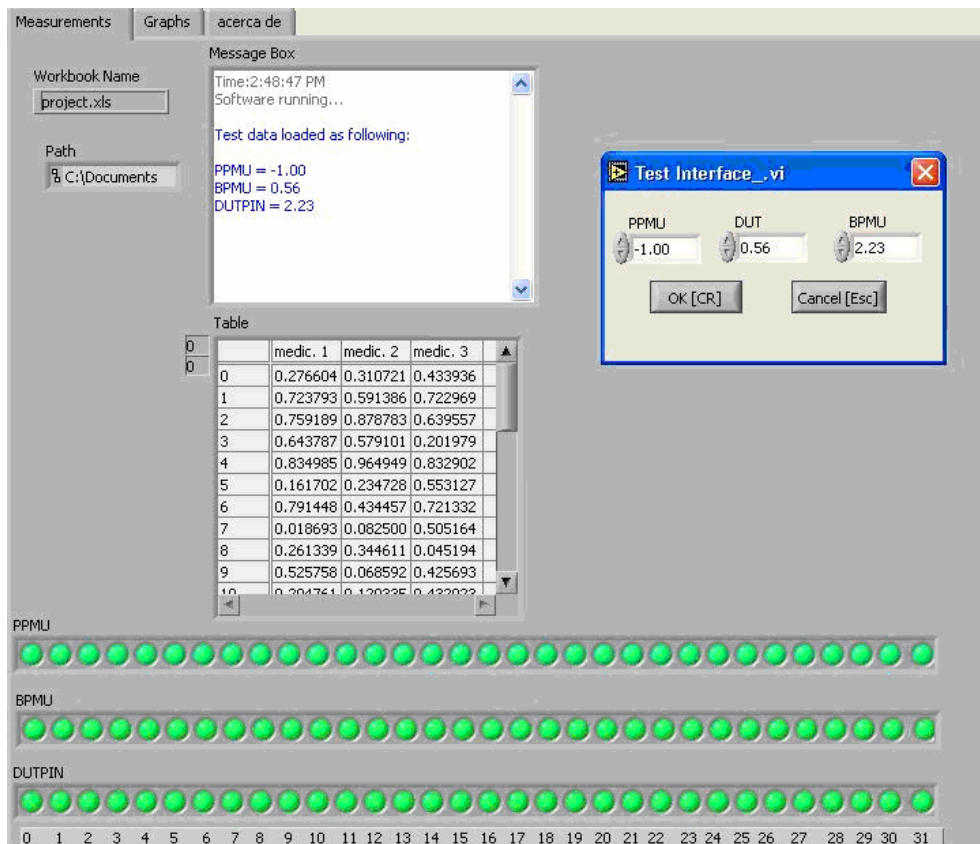 Measurements Graphs acerca de
Message Box
Workbook Name
project.xls
Path
C:\Documents
Time:2:48:47 PM
Software running...
Test data loaded as following:
PPMU = -1.00
BPMU = 0.56
DUTPIN = 2.23
Test Interface_.vi
PPMU DUT BPMU
-1.00 0.56 2.23
OK [CR] Cancel [Esc]
Table
0
0
medic. 1 medic. 2 medic. 3
0 0.276604 0.310721 0.433936
1 0.723793 0.591386 0.722969
2 0.759189 0.878783 0.639557
3 0.643787 0.579101 0.201979
4 0.834985 0.964949 0.832902
5 0.161702 0.234728 0.553127
6 0.791448 0.434457 0.721332
7 0.018693 0.082500 0.505164
8 0.261339 0.344611 0.045194
9 0.525758 0.068592 0.425693
10
PPMU
BPMU
DUTPIN
0 1 2 3 4 5 6 7 8 9 10 11 12 13 14 15 16 17 18 19 20 21 22 23 24 25 26 27 28 29 30 31